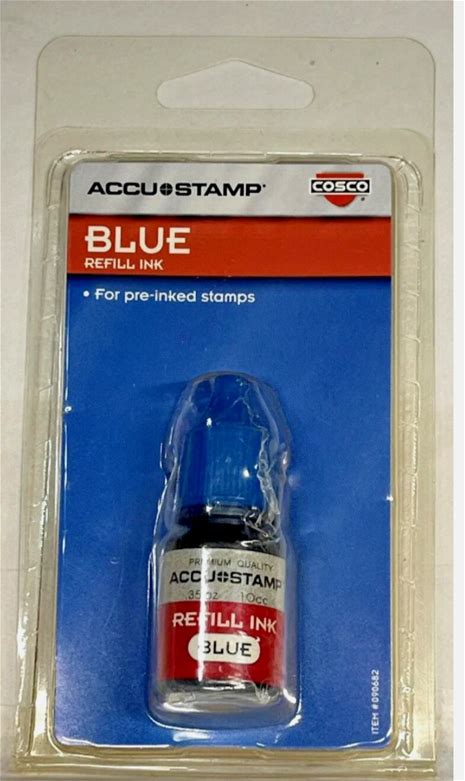 ACCU STAMP®
COSCO®
BLUE
REFILL INK
• For pre-inked stamps
PREMIUM QUALITY
ACCU STAMP
.35 oz 10cc
REFILL INK
BLUE
ITEM # 090682